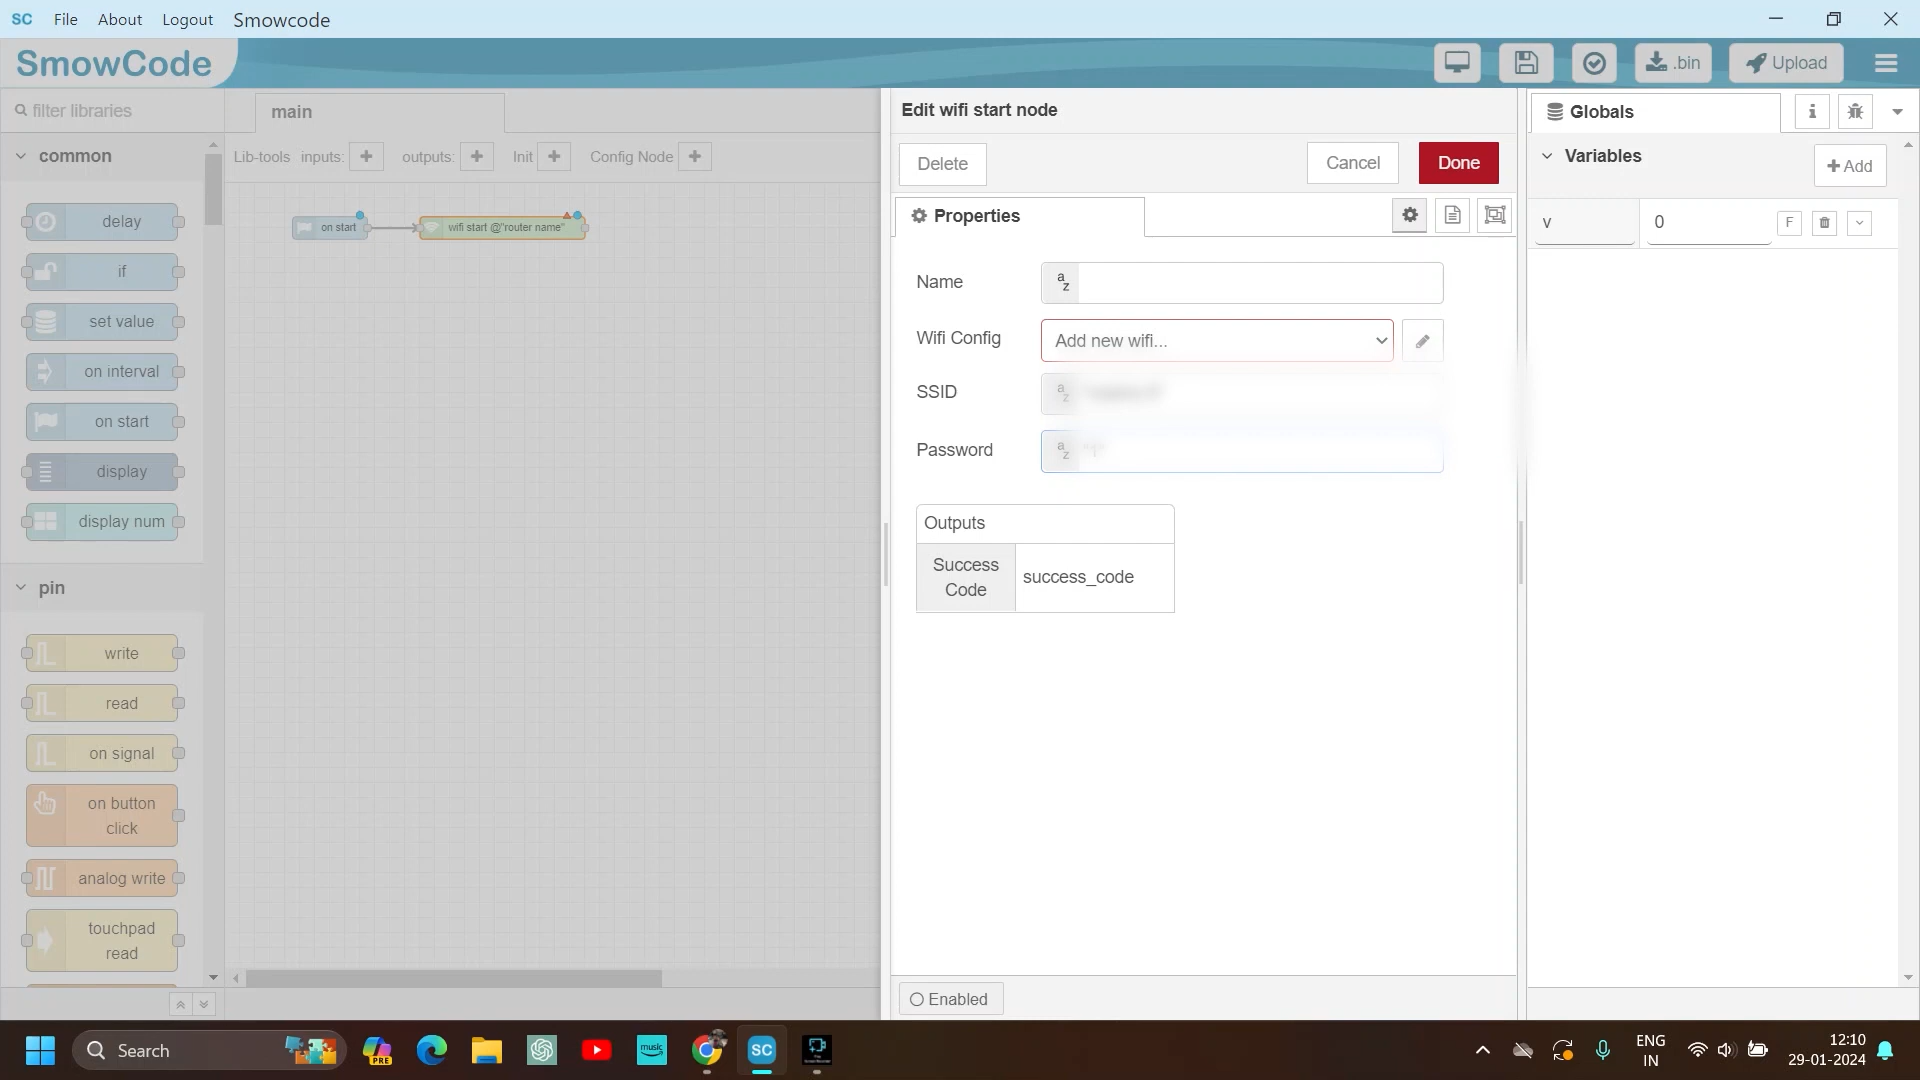 SC File About Logout Smowcode
SmowCode
.bin
Upload
filter libraries
main
Lib-tools inputs: outputs: Init Config Node
common
delay
if
set value
on interval
on start
display
display num
pin
write
read
on signal
on button
click
analog write
touchpad
read
on start
wifi start @"router name"
Edit wifi start node
Delete
Cancel
Done
Properties
Name
a
z
Wifi Config
Add new wifi...
SSID
a
z
Password
a
z
Outputs
Success
Code
success_code
Enabled
Globals
i
Variables
Add
v
0
F
Search
PRE
music
SC
ENG
IN
12:10
29-01-2024